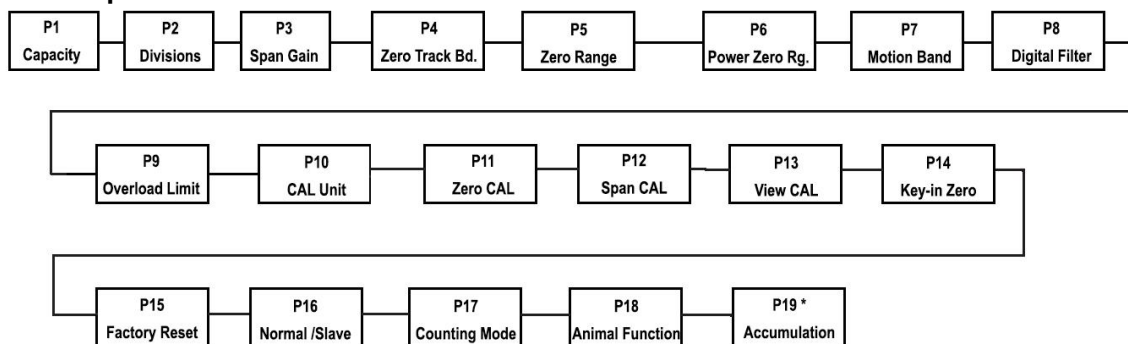 P1
Capacity
P2
Divisions
P3
Span Gain
P4
Zero Track Bd.
P5
Zero Range
P6
Power Zero Rg.
P7
Motion Band
P8
Digital Filter
P9
Overload Limit
P10
CAL Unit
P11
Zero CAL
P12
Span CAL
P13
View CAL
P14
Key-in Zero
P15
Factory Reset
P16
Normal /Slave
P17
Counting Mode
P18
Animal Function
P19 *
Accumulation